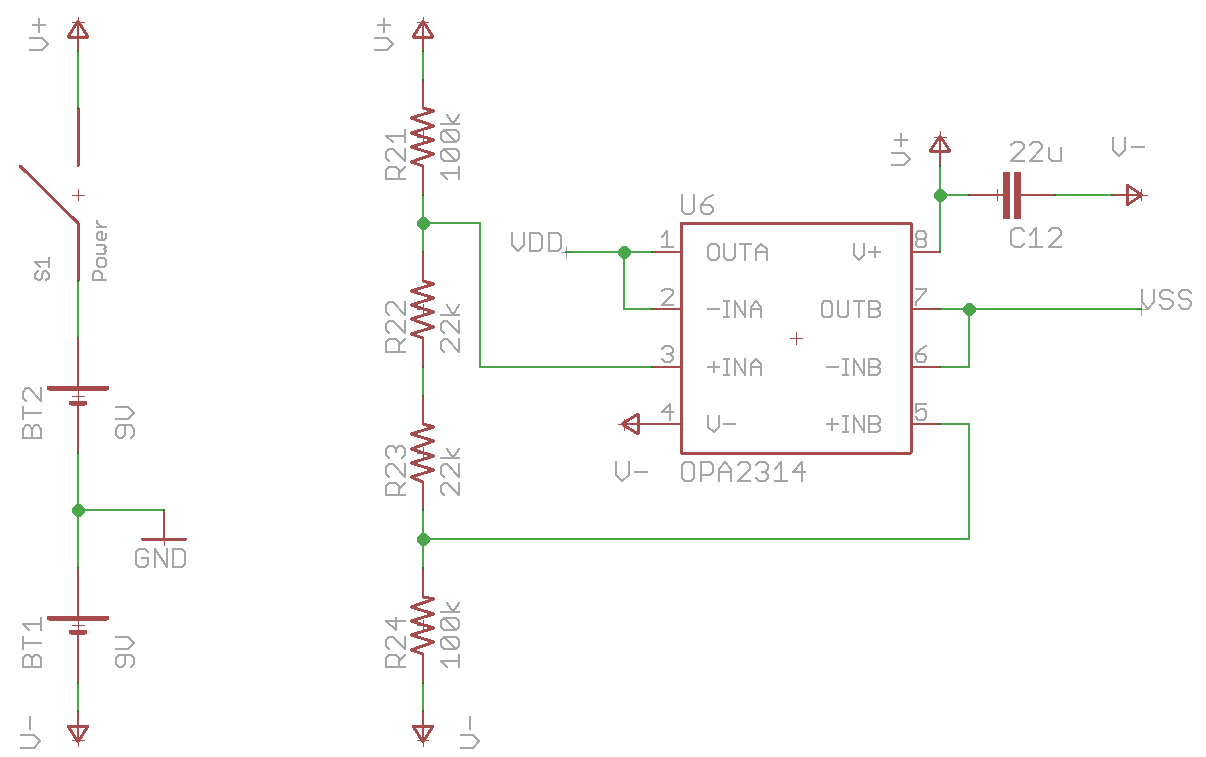 V+
S1
Power
BT2
9V
GND
BT1
9V
V-
V+
R21
100k
R22
22k
R23
22k
R24
100k
V-
VDD
U6
1 OUTA
2 -INA
3 +INA
4 V-
V+ 8
OUTB 7
-INB 6
+INB 5
V-
OPA2314
V+
22u
C12
V-
VSS